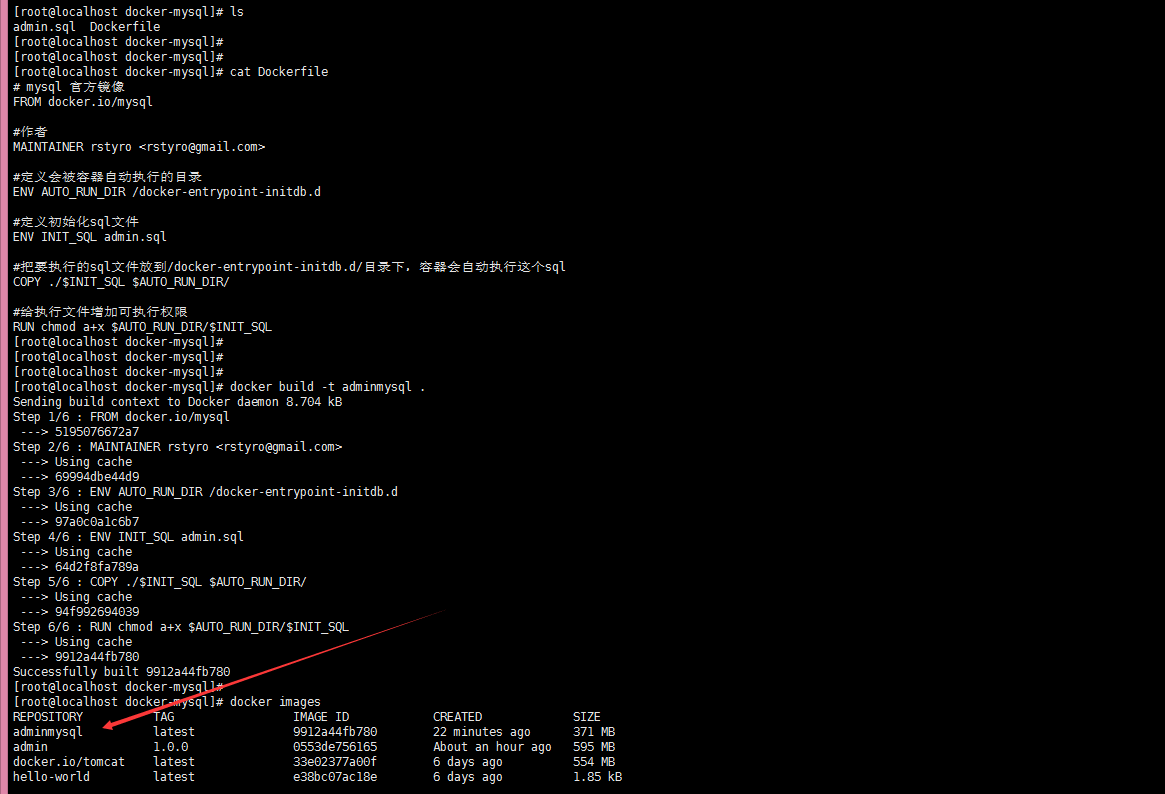 [root@localhost docker-mysql]# ls
admin.sql  Dockerfile
[root@localhost docker-mysql]#
[root@localhost docker-mysql]#
[root@localhost docker-mysql]# cat Dockerfile
# mysql 官方镜像
FROM docker.io/mysql
#作者
MAINTAINER rstyro <rstyro@gmail.com>
#定义会被容器自动执行的目录
ENV AUTO_RUN_DIR /docker-entrypoint-initdb.d
#定义初始化sql文件
ENV INIT_SQL admin.sql
#把要执行的sql文件放到/docker-entrypoint-initdb.d/目录下，容器会自动执行这个sql
COPY ./$INIT_SQL $AUTO_RUN_DIR/
#给执行文件增加可执行权限
RUN chmod a+x $AUTO_RUN_DIR/$INIT_SQL
[root@localhost docker-mysql]#
[root@localhost docker-mysql]#
[root@localhost docker-mysql]#
[root@localhost docker-mysql]# docker build -t adminmysql .
Sending build context to Docker daemon 8.704 kB
Step 1/6 : FROM docker.io/mysql
 ---> 5195076672a7
Step 2/6 : MAINTAINER rstyro <rstyro@gmail.com>
 ---> Using cache
 ---> 69994dbe44d9
Step 3/6 : ENV AUTO_RUN_DIR /docker-entrypoint-initdb.d
 ---> Using cache
 ---> 97a0c0a1c6b7
Step 4/6 : ENV INIT_SQL admin.sql
 ---> Using cache
 ---> 64d2f8fa789a
Step 5/6 : COPY ./$INIT_SQL $AUTO_RUN_DIR/
 ---> Using cache
 ---> 94f992694039
Step 6/6 : RUN chmod a+x $AUTO_RUN_DIR/$INIT_SQL
 ---> Using cache
 ---> 9912a44fb780
Successfully built 9912a44fb780
[root@localhost docker-mysql]#
[root@localhost docker-mysql]# docker images
REPOSITORY          TAG                 IMAGE ID            CREATED             SIZE
adminmysql          latest              9912a44fb780        22 minutes ago      371 MB
admin               1.0.0               0553de756165        About an hour ago   595 MB
docker.io/tomcat    latest              33e02377a00f        6 days ago          554 MB
hello-world         latest              e38bc07ac18e        6 days ago          1.85 kB